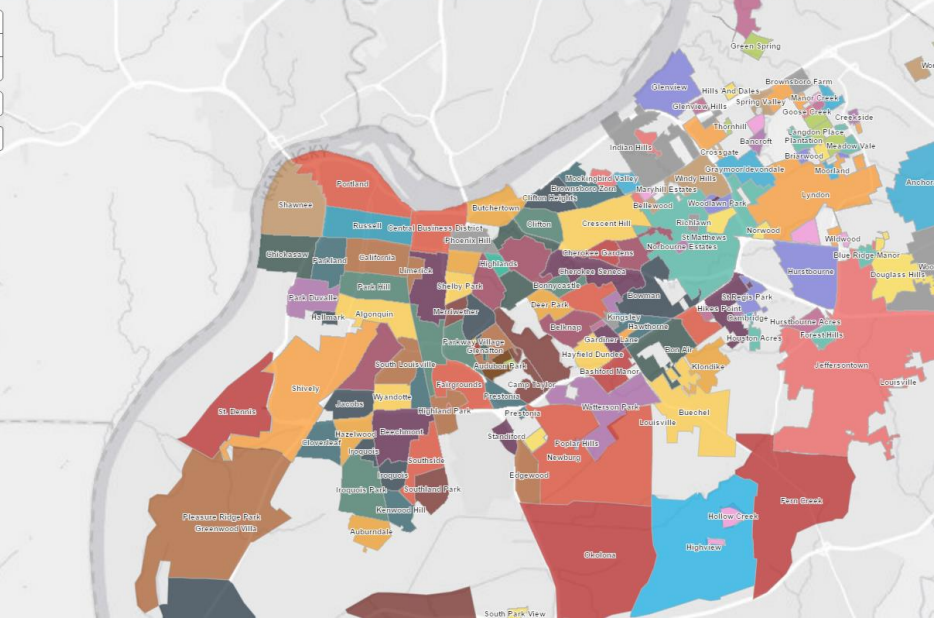 Green Spring
Glenview
Hills And Dales
Brownsboro Farm
Glenview Hills
Spring Valley
Manor Creek
Goose Creek
Creekside
Thornhill
Langdon Place
Plantation
Meadow Vale
Bancroft
Indian Hills
Crossgate
Briarwood
Graymoor-devondale
Moorland
KENTUCKY
Portland
Shawnee
Mockingbird Valley
Windy Hills
Brownsboro Zorn
Maryhill Estates
Clifton Heights
Bellewood
Woodlawn Park
Lyndon
Butchertown
Russell
Central Business District
Clifton
Crescent Hill
Richlawn
St Matthews
Norwood
Phoenix Hill
Norbourne Estates
Wildwood
Chickasaw
Parkland
California
Limerick
Highlands
Cherokee Gardens
Cherokee Seneca
Hurstbourne
Blue Ridge Manor
Douglass Hills
Park Hill
Shelby Park
Bonnycastle
Park Duvalle
Hallmark
Algonquin
Merriwether
Deer Park
Bowman
St Regis Park
Hikes Point
Kingsley
Hawthorne
Cambridge
Hurstbourne Acres
Belknap
Houston Acres
Forest Hills
Parkway Village
Gardiner Lane
Hayfield Dundee
Bon Air
South Louisville
Audubon Park
Bashford Manor
Klondike
Jeffersontown
Shively
Fairgrounds
Camp Taylor
Louisville
Jacobs
Wyandotte
Prestonia
Highland Park
Prestonia
Watterson Park
Buechel
St. Dennis
Louisville
Cloverleaf
Hazelwood
Beechmont
Standiford
Poplar Hills
Iroquois
Newburg
Southside
Iroquois
Edgewood
Iroquois Park
Southland Park
Fern Creek
Kenwood Hill
Pleasure Ridge Park
Greenwood Villa
Hollow Creek
Auburndale
Highview
Okolona
South Park View